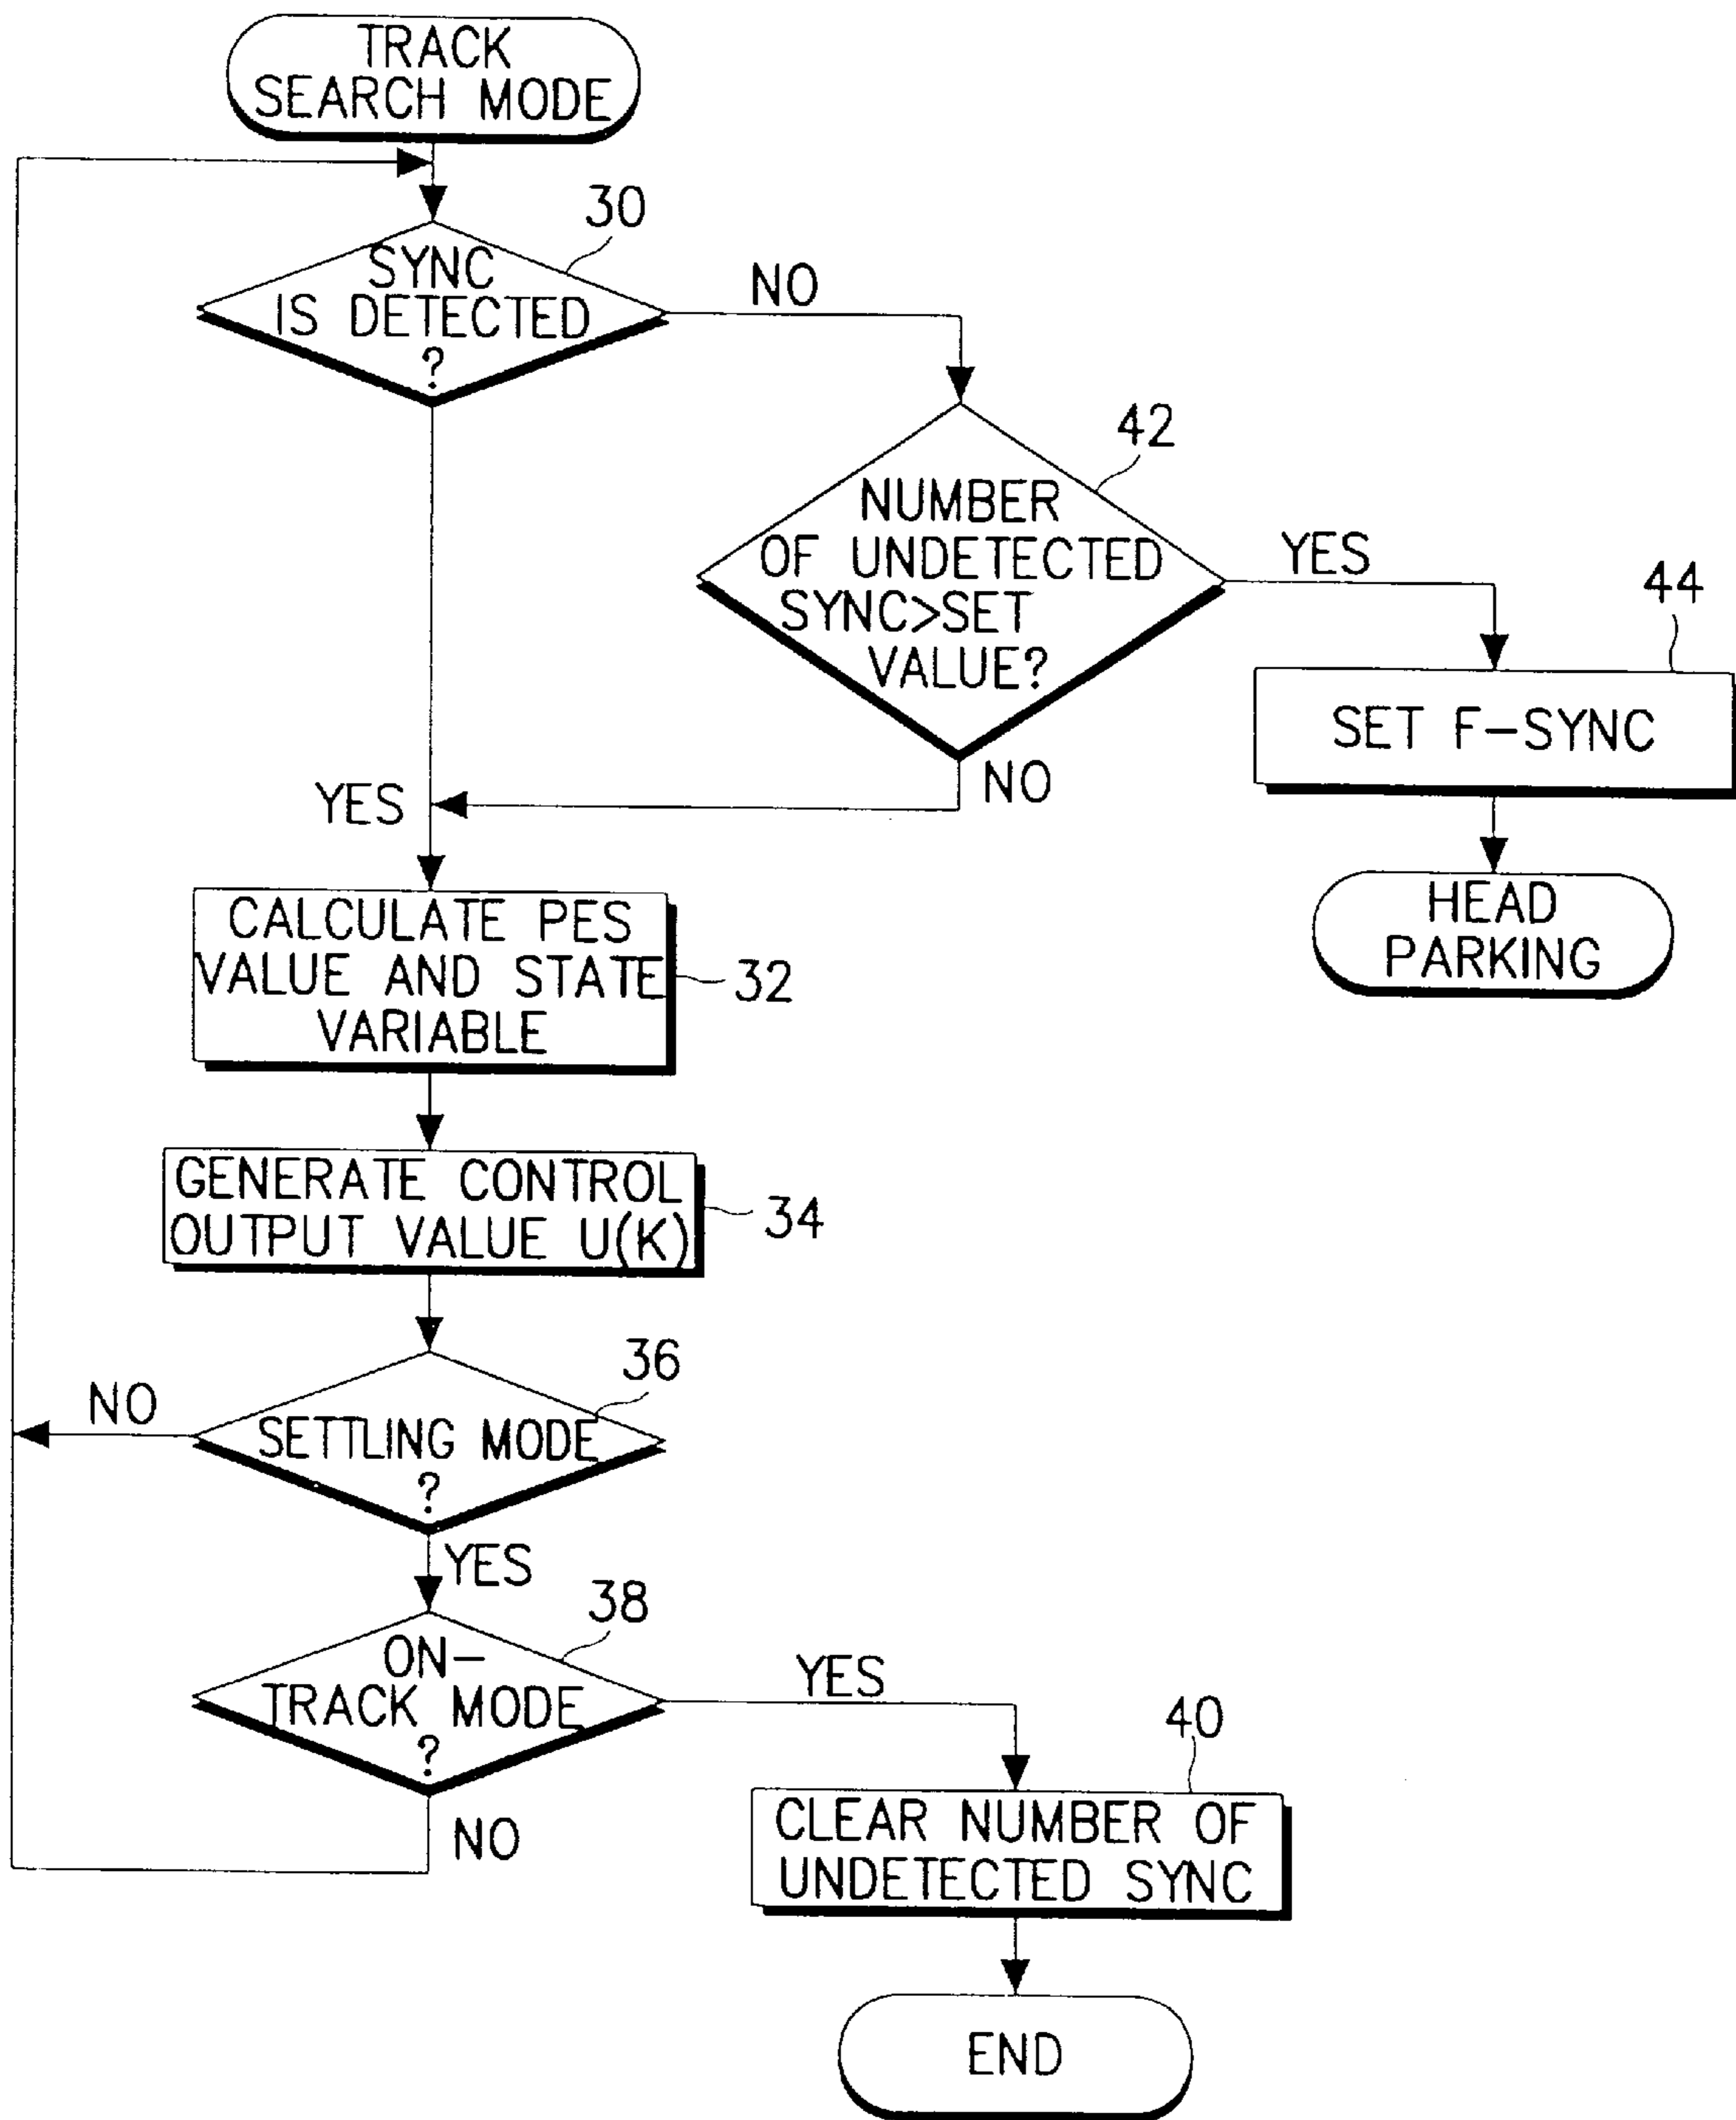 TRACK
SEARCH MODE
30
SYNC
IS DETECTED
?
NO
42
NUMBER
OF UNDETECTED
SYNC>SET
VALUE?
YES
44
SET F-SYNC
NO
YES
HEAD
PARKING
CALCULATE PES
VALUE AND STATE
VARIABLE
32
GENERATE CONTROL
OUTPUT VALUE U(K)
34
36
NO
SETTLING MODE
?
YES
38
ON-
TRACK MODE
?
YES
40
NO
CLEAR NUMBER OF
UNDETECTED SYNC
END